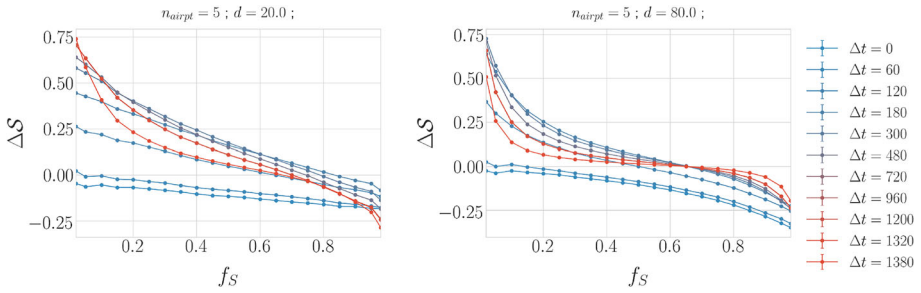 n_airpt = 5 ; d = 20.0 ;
0.75
0.50
0.25
0.00
−0.25
ΔS
0.2 0.4 0.6 0.8
f_S
n_airpt = 5 ; d = 80.0 ;
0.75
0.50
0.25
0.00
−0.25
ΔS
0.2 0.4 0.6 0.8
f_S
Δt = 0
Δt = 60
Δt = 120
Δt = 180
Δt = 300
Δt = 480
Δt = 720
Δt = 960
Δt = 1200
Δt = 1320
Δt = 1380